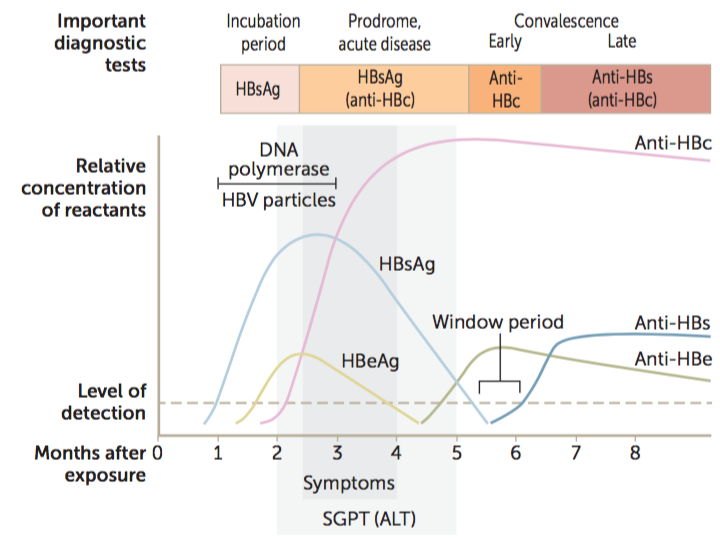 Important
diagnostic
tests
Incubation
period
Prodrome,
acute disease
Convalescence
Early
Late
HBsAg
HBsAg
(anti-HBc)
Anti-
HBc
Anti-HBs
(anti-HBc)
Relative
concentration
of reactants
DNA
polymerase
HBV particles
Anti-HBc
HBsAg
Window period
Anti-HBs
HBeAg
Anti-HBe
Level of
detection
Months after
exposure
0 1 2 3 4 5 6 7 8
Symptoms
SGPT (ALT)